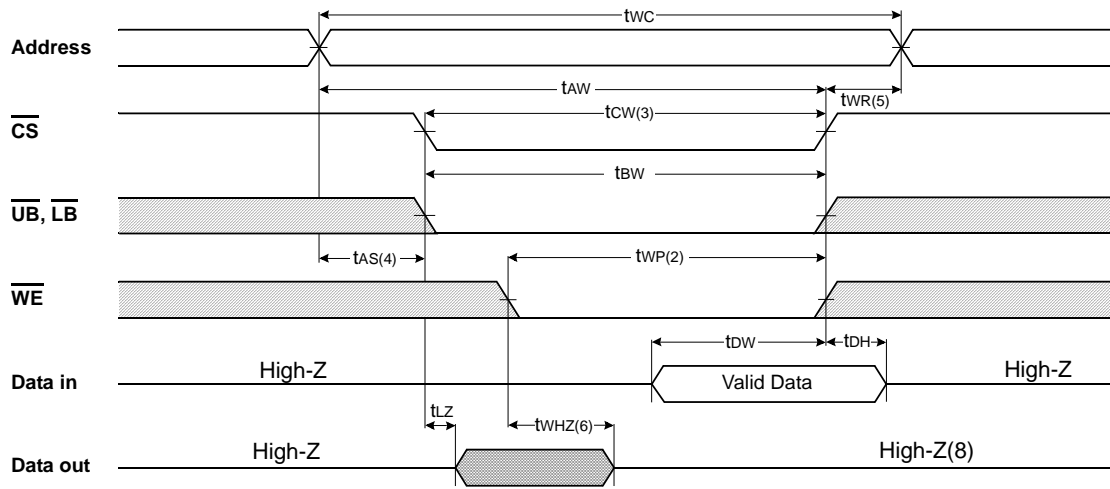 tWC
Address
tAW
tWR(5)
tCW(3)
CS
tBW
UB, LB
tAS(4)
tWP(2)
WE
tDW
tDH
High-Z
Valid Data
High-Z
Data in
tLZ
tWHZ(6)
High-Z
High-Z(8)
Data out